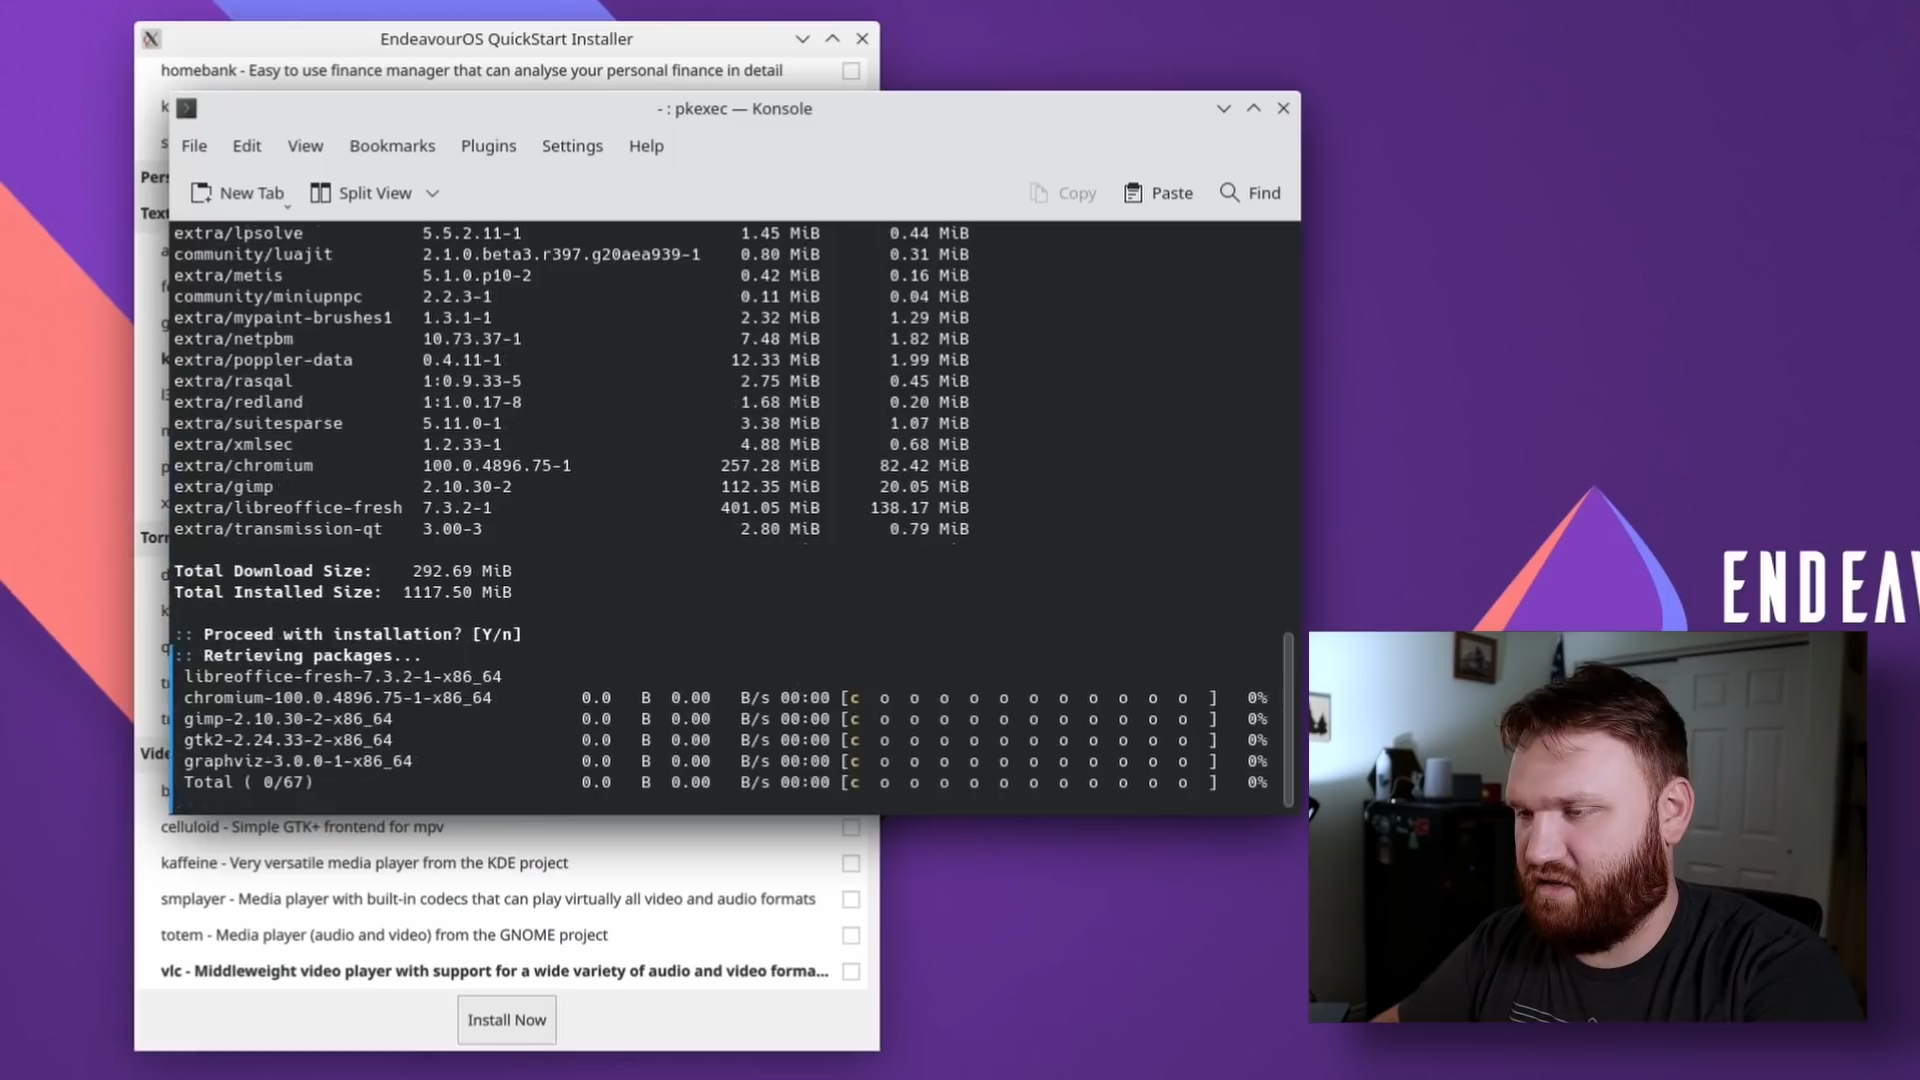 EndeavourOS QuickStart Installer
homebank - Easy to use finance manager that can analyse your personal finance in detail
- : pkexec — Konsole
File Edit View Bookmarks Plugins Settings Help
New Tab Split View Copy Paste Find
extra/lpsolve 5.5.2.11-1 1.45 MiB 0.44 MiB
community/luajit 2.1.0.beta3.r397.g20aea939-1 0.80 MiB 0.31 MiB
extra/metis 5.1.0.p10-2 0.42 MiB 0.16 MiB
community/miniupnpc 2.2.3-1 0.11 MiB 0.04 MiB
extra/mypaint-brushes1 1.3.1-1 2.32 MiB 1.29 MiB
extra/netpbm 10.73.37-1 7.48 MiB 1.82 MiB
extra/poppler-data 0.4.11-1 12.33 MiB 1.99 MiB
extra/rasqal 1:0.9.33-5 2.75 MiB 0.45 MiB
extra/redland 1:1.0.17-8 1.68 MiB 0.20 MiB
extra/suitesparse 5.11.0-1 3.38 MiB 1.07 MiB
extra/xmlsec 1.2.33-1 4.88 MiB 0.68 MiB
extra/chromium 100.0.4896.75-1 257.28 MiB 82.42 MiB
extra/gimp 2.10.30-2 112.35 MiB 20.05 MiB
extra/libreoffice-fresh 7.3.2-1 401.05 MiB 138.17 MiB
extra/transmission-qt 3.00-3 2.80 MiB 0.79 MiB
Total Download Size: 292.69 MiB
Total Installed Size: 1117.50 MiB
:: Proceed with installation? [Y/n]
:: Retrieving packages...
libreoffice-fresh-7.3.2-1-x86_64
chromium-100.0.4896.75-1-x86_64 0.0 B 0.00 B/s 00:00 [c o o o o o o o o o o o ] 0%
gimp-2.10.30-2-x86_64 0.0 B 0.00 B/s 00:00 [c o o o o o o o o o o o ] 0%
gtk2-2.24.33-2-x86_64 0.0 B 0.00 B/s 00:00 [c o o o o o o o o o o o ] 0%
graphviz-3.0.0-1-x86_64 0.0 B 0.00 B/s 00:00 [c o o o o o o o o o o o ] 0%
Total ( 0/67) 0.0 B 0.00 B/s 00:00 [c o o o o o o o o o o o ] 0%
celluloid - Simple GTK+ frontend for mpv
kaffeine - Very versatile media player from the KDE project
smplayer - Media player with built-in codecs that can play virtually all video and audio formats
totem - Media player (audio and video) from the GNOME project
vlc - Middleweight video player with support for a wide variety of audio and video forma...
Install Now
ENDEAV